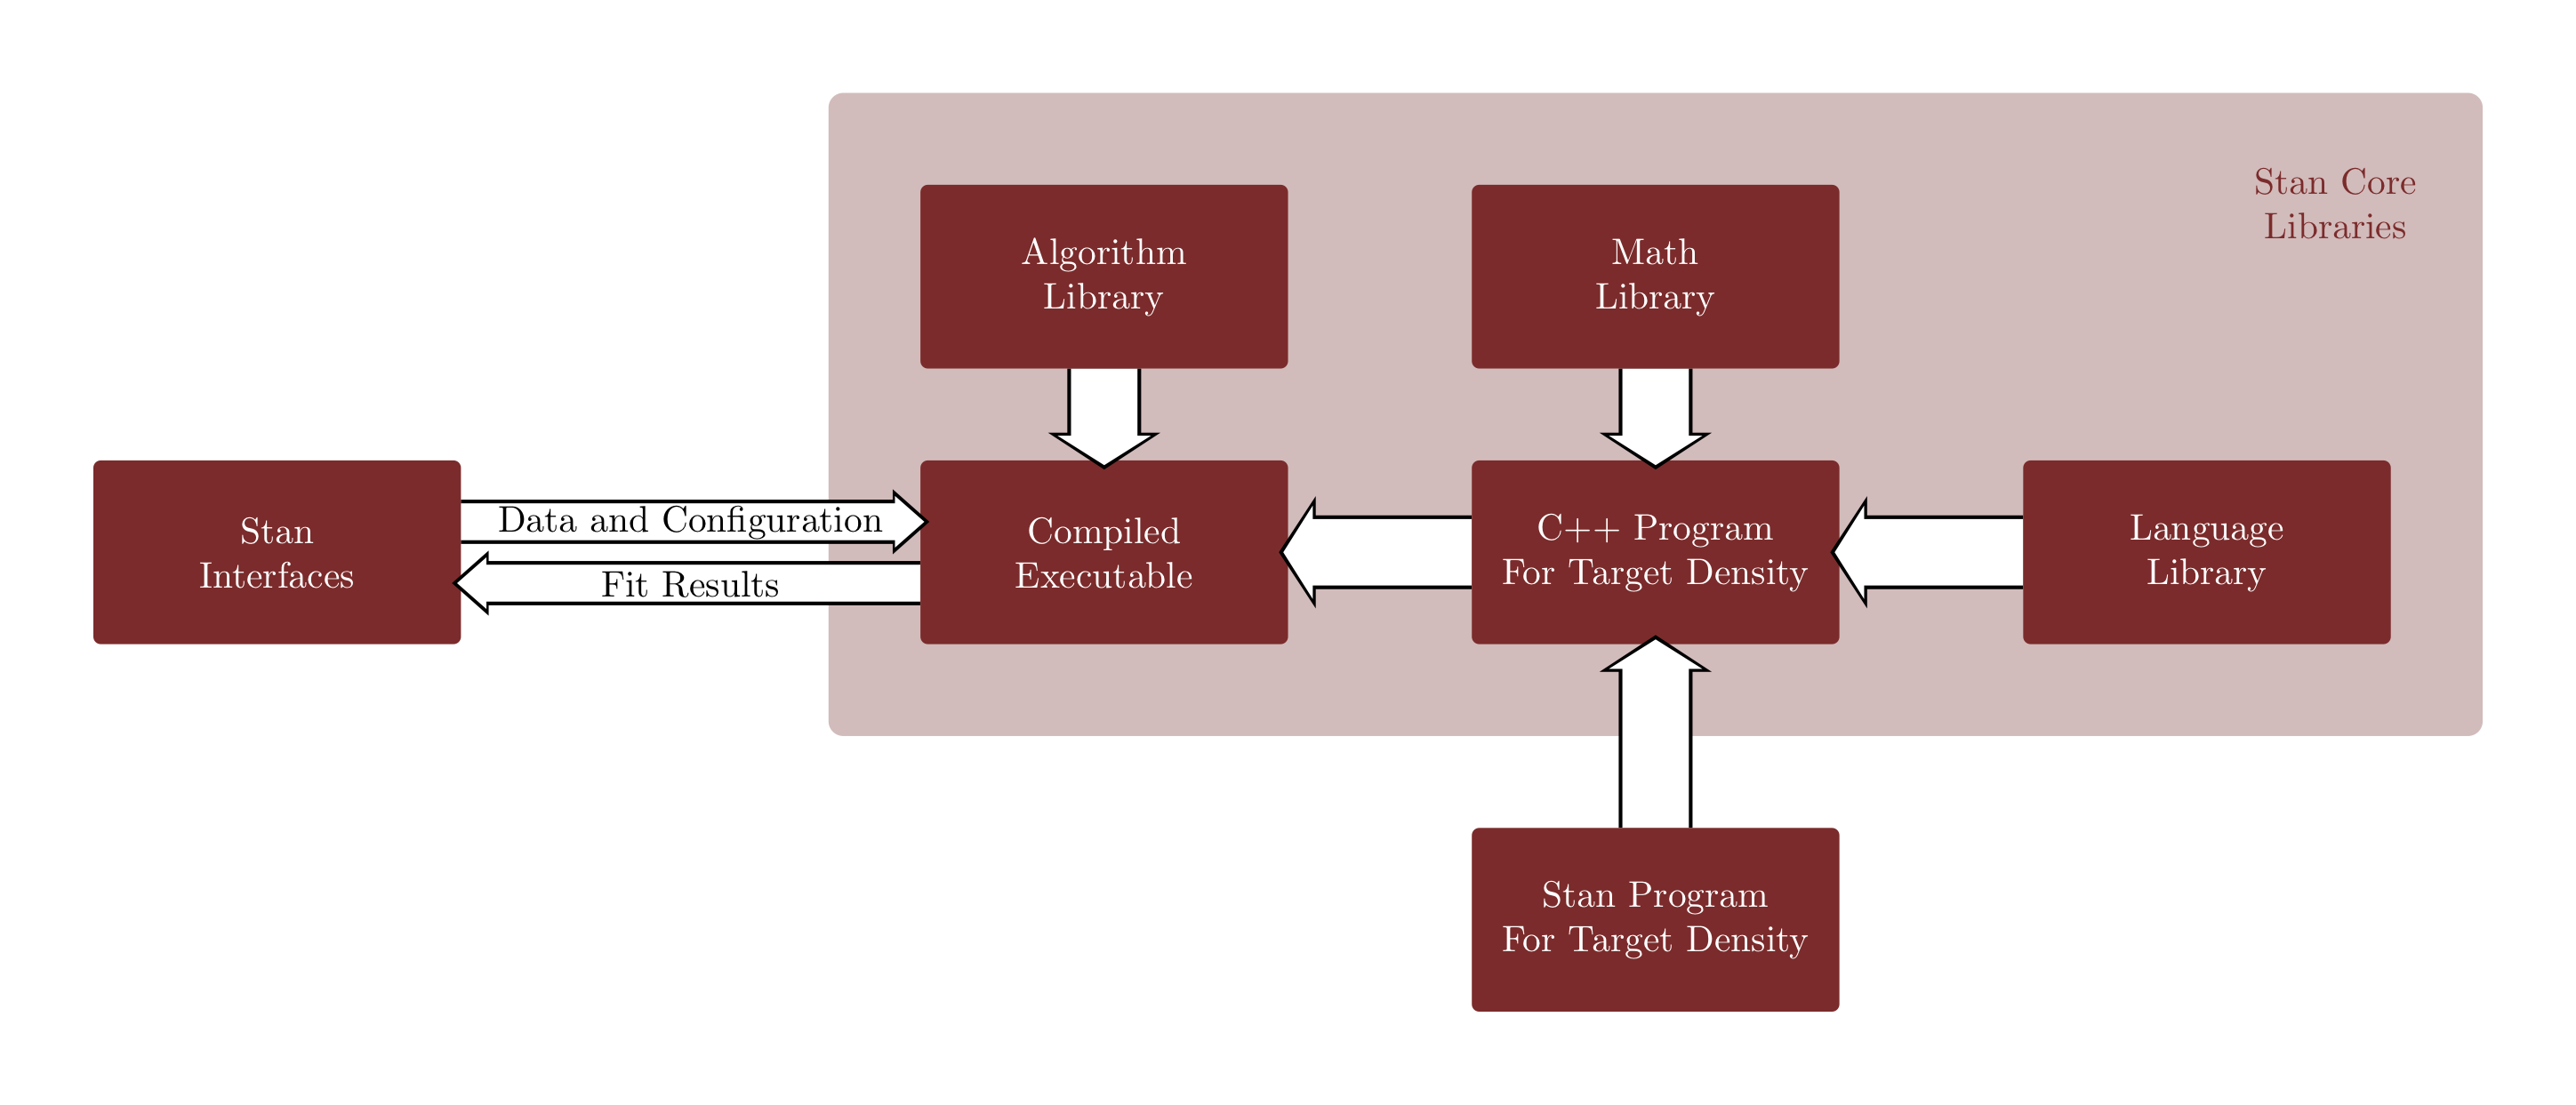 Stan Core
Libraries
Algorithm
Library
Math
Library
Stan
Interfaces
Data and Configuration
Fit Results
Compiled
Executable
C++ Program
For Target Density
Language
Library
Stan Program
For Target Density